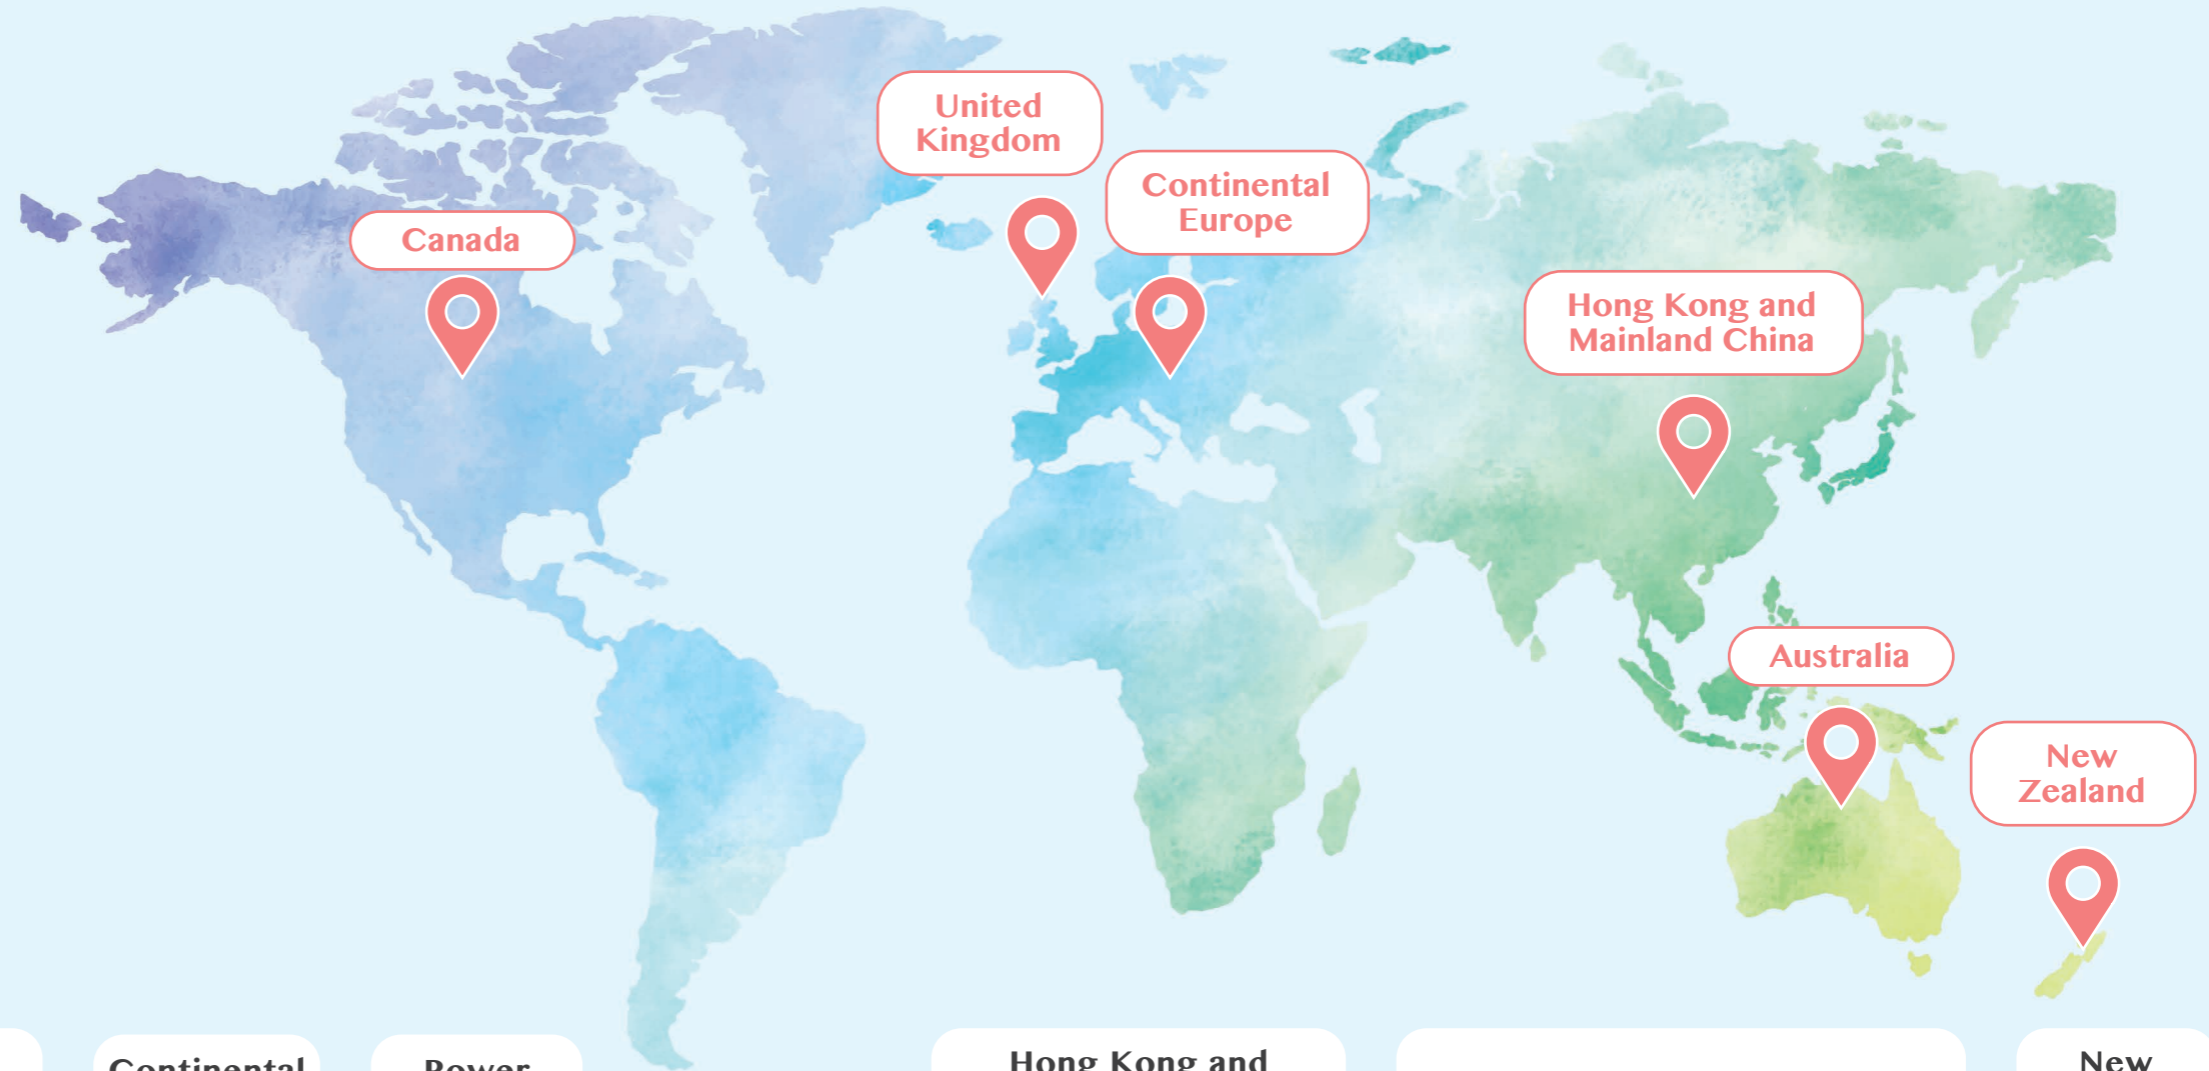 United
Kingdom
Continental
Europe
Canada
Hong Kong and
Mainland China
Australia
New
Zealand
Continental
Power
Hong Kong and
New